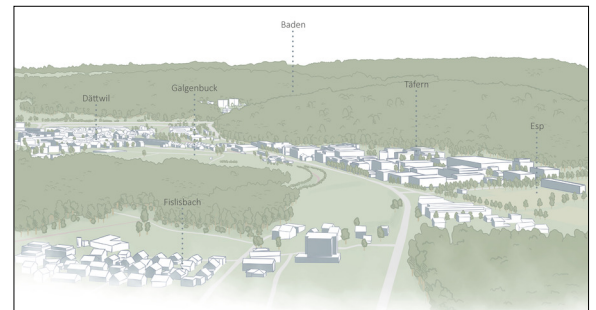 Baden
Dättwil
Galgenbuck
Täfern
Esp
Fislisbach